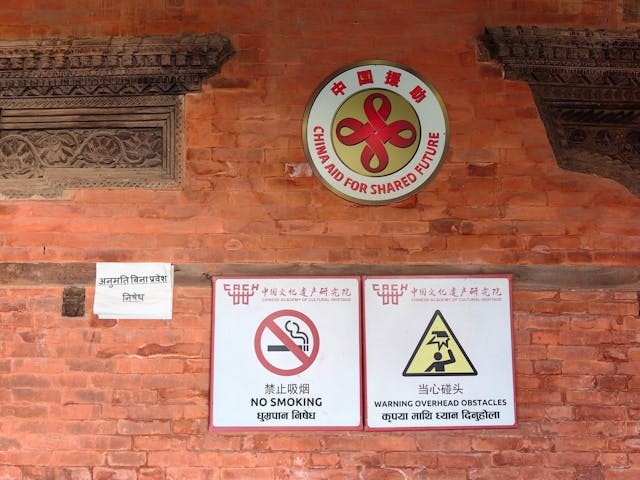 中国援助
CHINA AID FOR SHARED FUTURE
अनुमति बिना प्रवेश
निषेध
CACH 中国文化遗产研究院
CHINESE ACADEMY OF CULTURAL HERITAGE
禁止吸烟
NO SMOKING
धुम्रपान निषेध
CACH 中国文化遗产研究院
CHINESE ACADEMY OF CULTURAL HERITAGE
当心碰头
WARNING OVERHEAD OBSTACLES
कृपया माथि ध्यान दिनुहोला